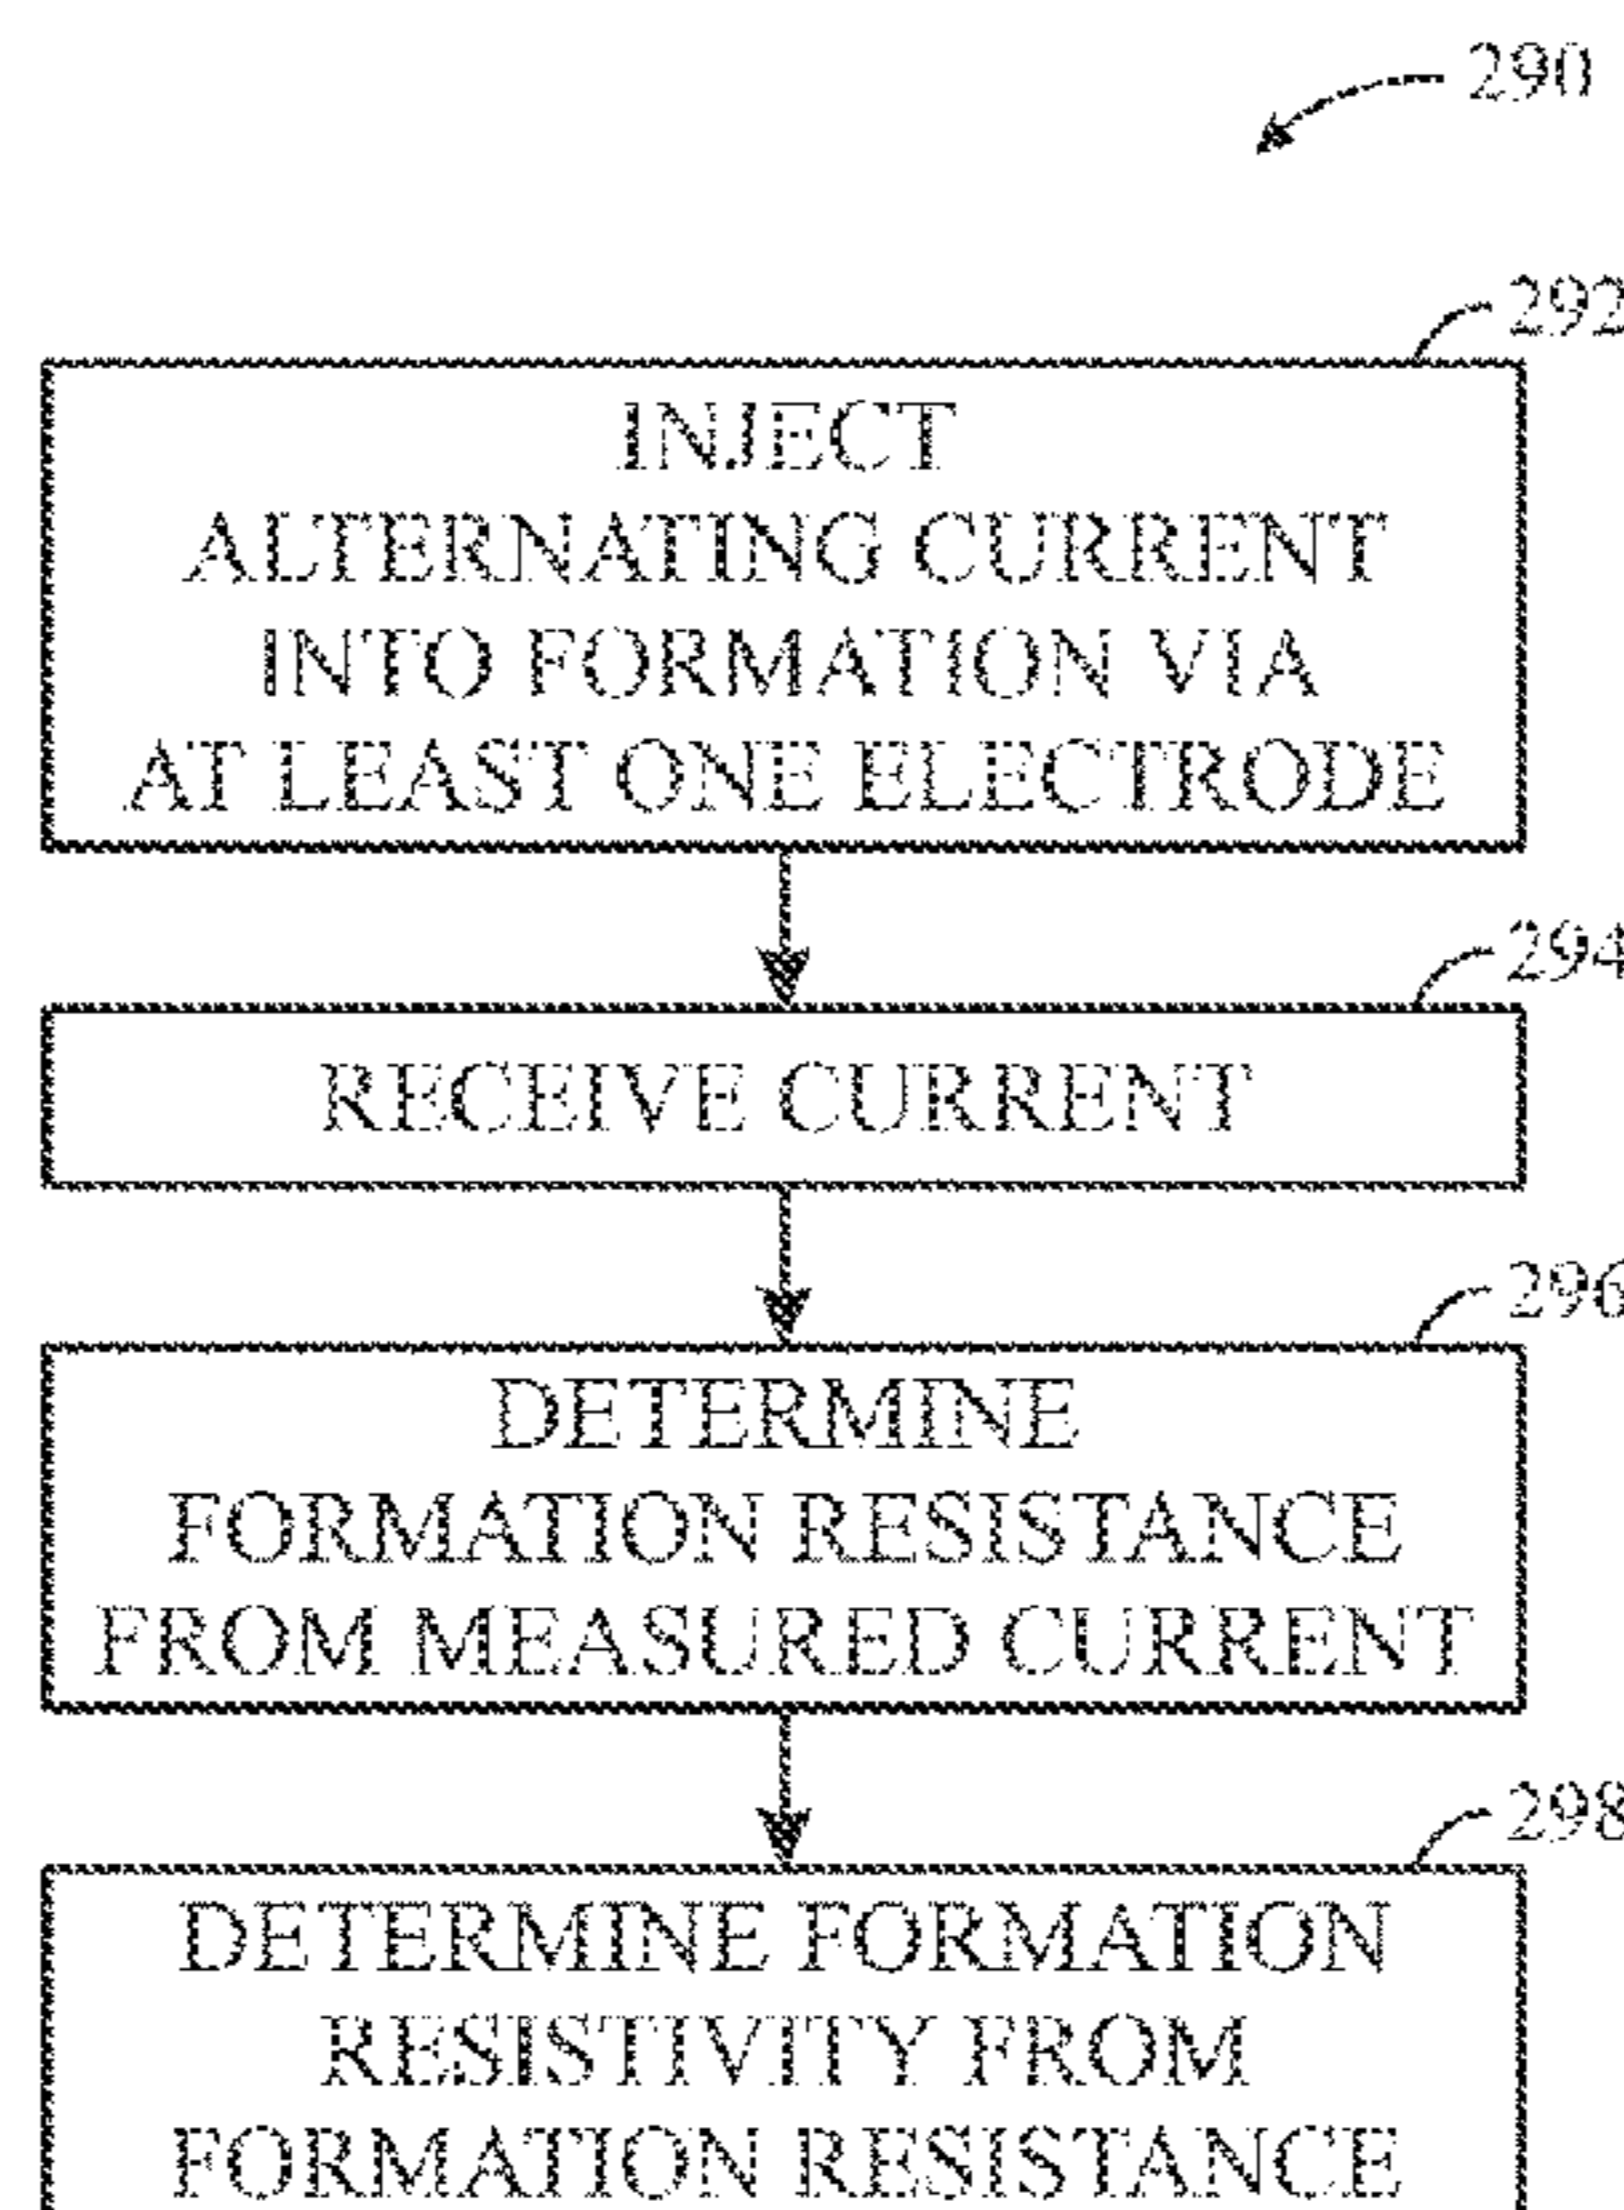 290
292
INJECT
ALTERNATING CURRENT
INTO FORMATION VIA
AT LEAST ONE ELECTRODE
294
RECEIVE CURRENT
296
DETERMINE
FORMATION RESISTANCE
FROM MEASURED CURRENT
298
DETERMINE FORMATION
RESISTIVITY FROM
FORMATION RESISTANCE